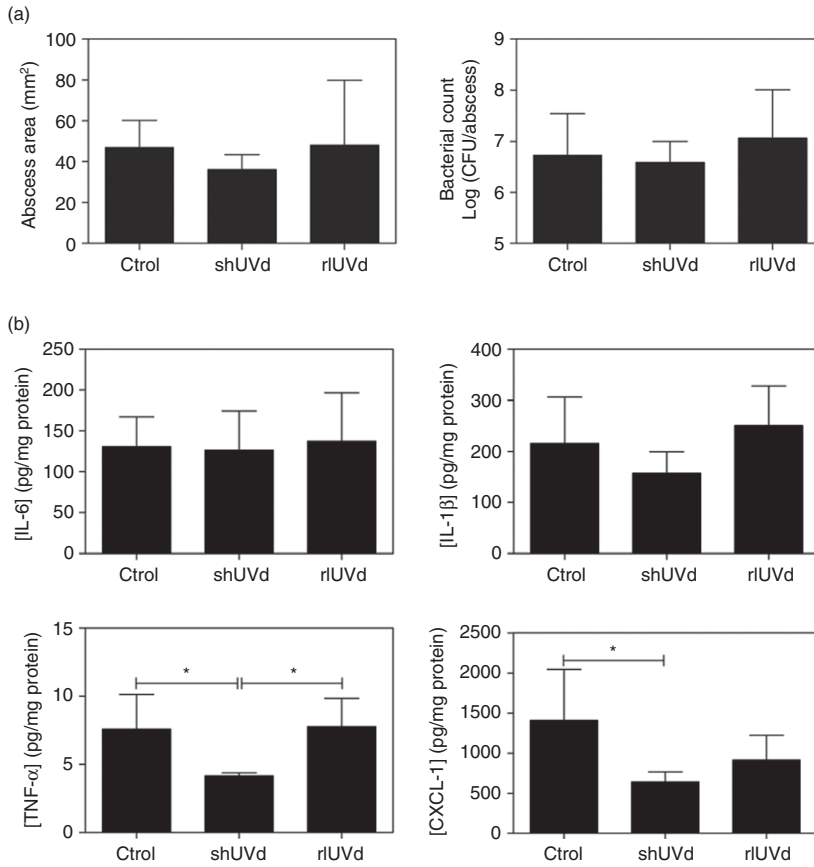 (a)
Abscess area (mm²)
100
80
60
40
20
0
Ctrol shUVd rlUVd
Bacterial count
Log (CFU/abscess)
9
8
7
6
5
Ctrol shUVd rlUVd
(b)
[IL-6] (pg/mg protein)
250
200
150
100
50
0
Ctrol shUVd rlUVd
[IL-1β] (pg/mg protein)
400
300
200
100
0
Ctrol shUVd rlUVd
[TNF-α] (pg/mg protein)
15
10
5
0
* *
Ctrol shUVd rlUVd
[CXCL-1] (pg/mg protein)
2500
2000
1500
1000
500
0
*
Ctrol shUVd rlUVd